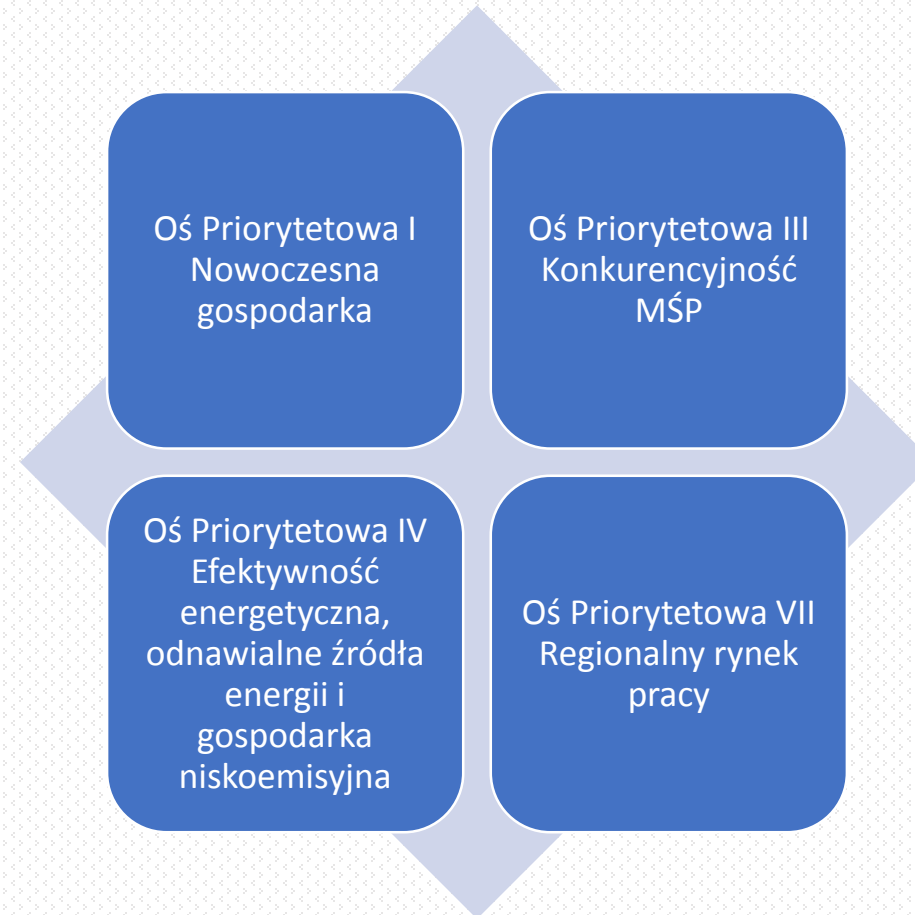 Oś Priorytetowa I
Nowoczesna
gospodarka
Oś Priorytetowa III
Konkurencyjność
MŚP
Oś Priorytetowa IV
Efektywność
energetyczna,
odnawialne źródła
energii i
gospodarka
niskoemisyjna
Oś Priorytetowa VII
Regionalny rynek
pracy